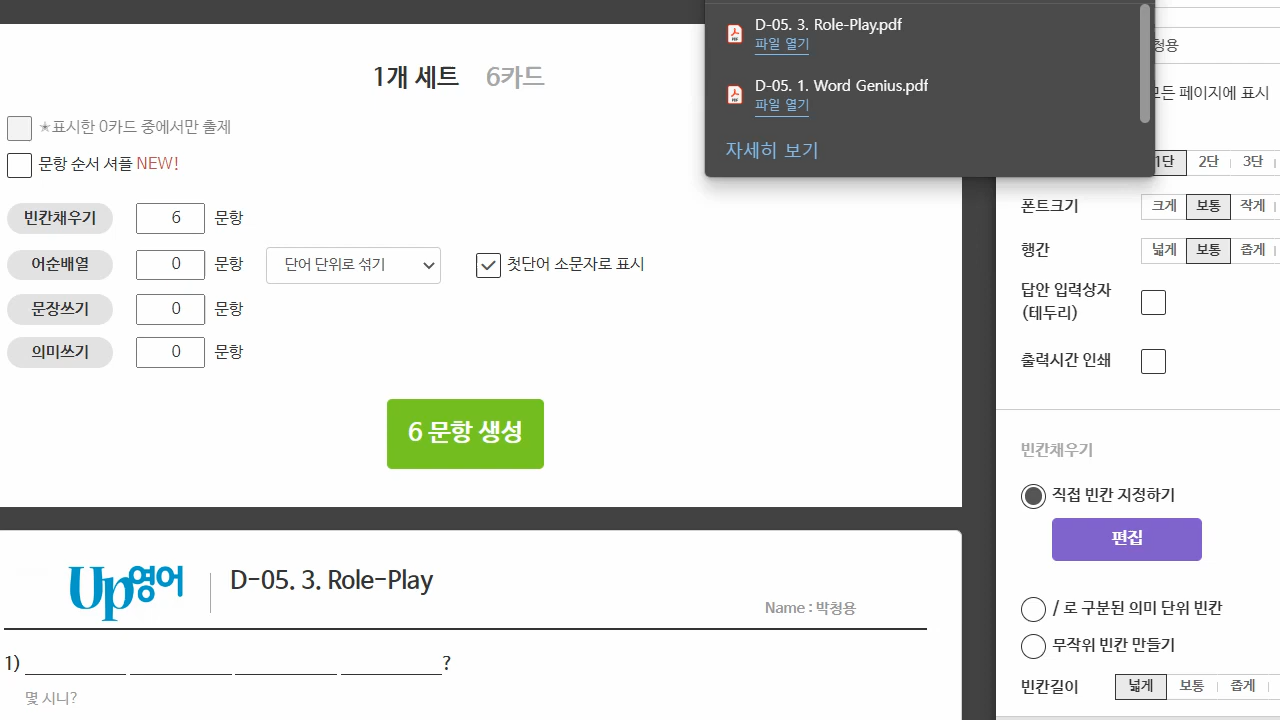 D-05. 3. Role-Play.pdf
파일 열기
D-05. 1. Word Genius.pdf
파일 열기
자세히 보기
1개 세트 6카드
★표시한 0카드 중에서만 출제
문항 순서 셔플 NEW!
빈칸채우기 6 문항
어순배열 0 문항 단어 단위로 섞기 첫단어 소문자로 표시
문장쓰기 0 문항
의미쓰기 0 문항
6 문항 생성
Up영어
D-05. 3. Role-Play
Name : 박청용
1) ____ ____ ____ ____?
몇 시니?
청용
모든 페이지에 표시
1단 2단 3단
폰트크기 크게 보통 작게
행간 넓게 보통 좁게
답안 입력상자
(테두리)
출력시간 인쇄
빈칸채우기
직접 빈칸 지정하기
편집
/ 로 구분된 의미 단위 빈칸
무작위 빈칸 만들기
빈칸길이 넓게 보통 좁게